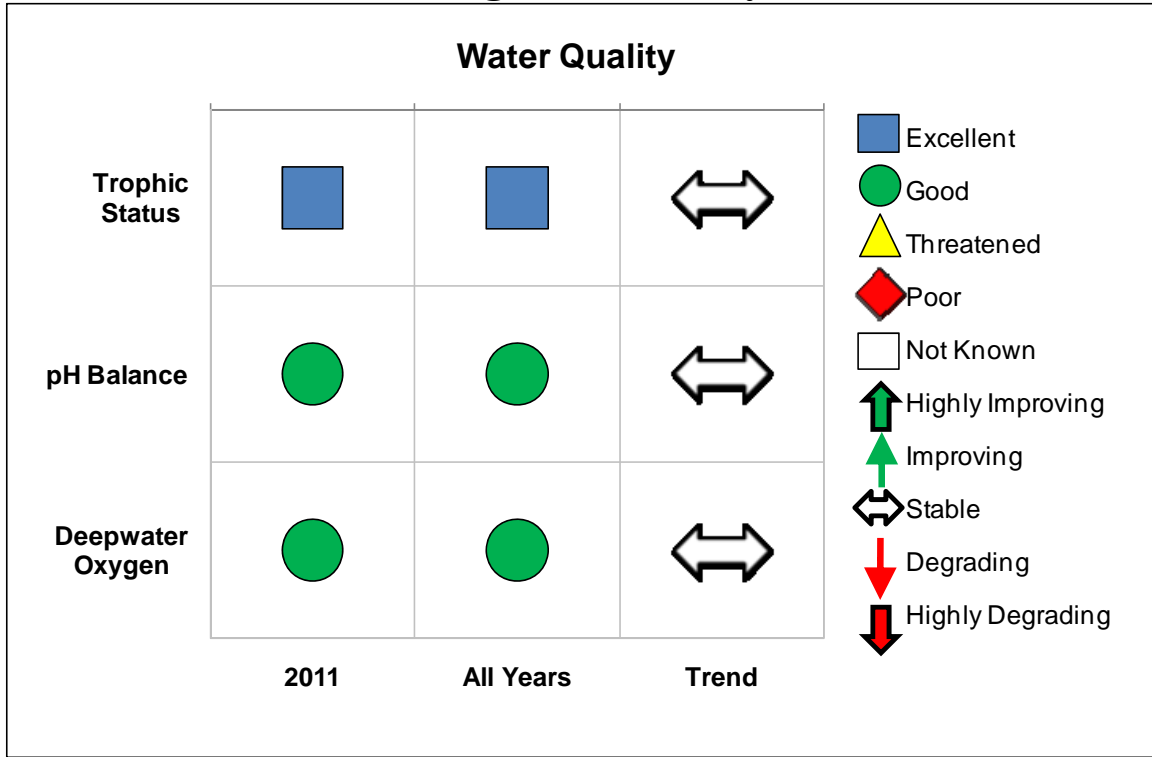 Water Quality
Trophic
Status
pH Balance
Deepwater
Oxygen
2011
All Years
Trend
Excellent
Good
Threatened
Poor
Not Known
Highly Improving
Improving
Stable
Degrading
Highly Degrading